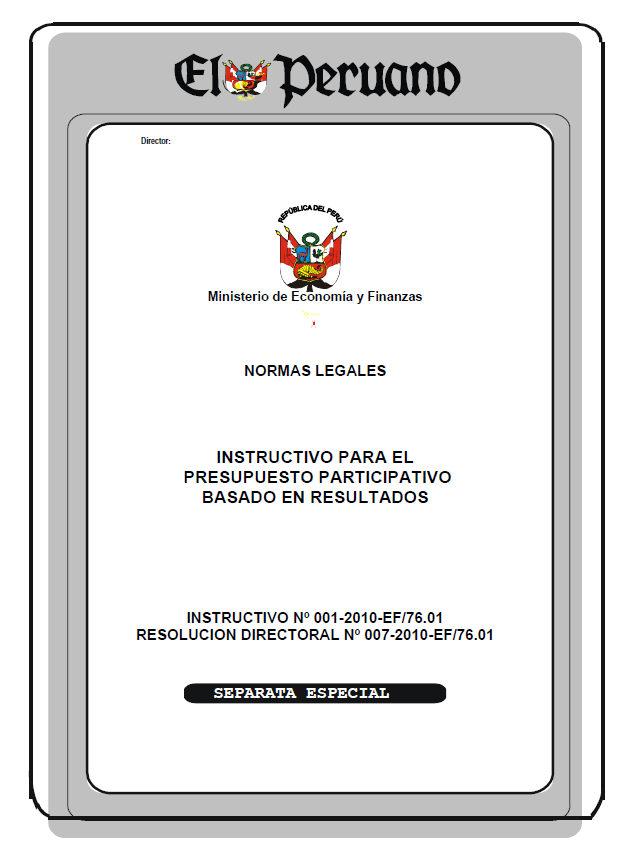 El Peruano
Director:
REPÚBLICA DEL PERÚ
Ministerio de Economía y Finanzas
NORMAS LEGALES
INSTRUCTIVO PARA EL
PRESUPUESTO PARTICIPATIVO
BASADO EN RESULTADOS
INSTRUCTIVO Nº 001-2010-EF/76.01
RESOLUCION DIRECTORAL Nº 007-2010-EF/76.01
SEPARATA ESPECIAL